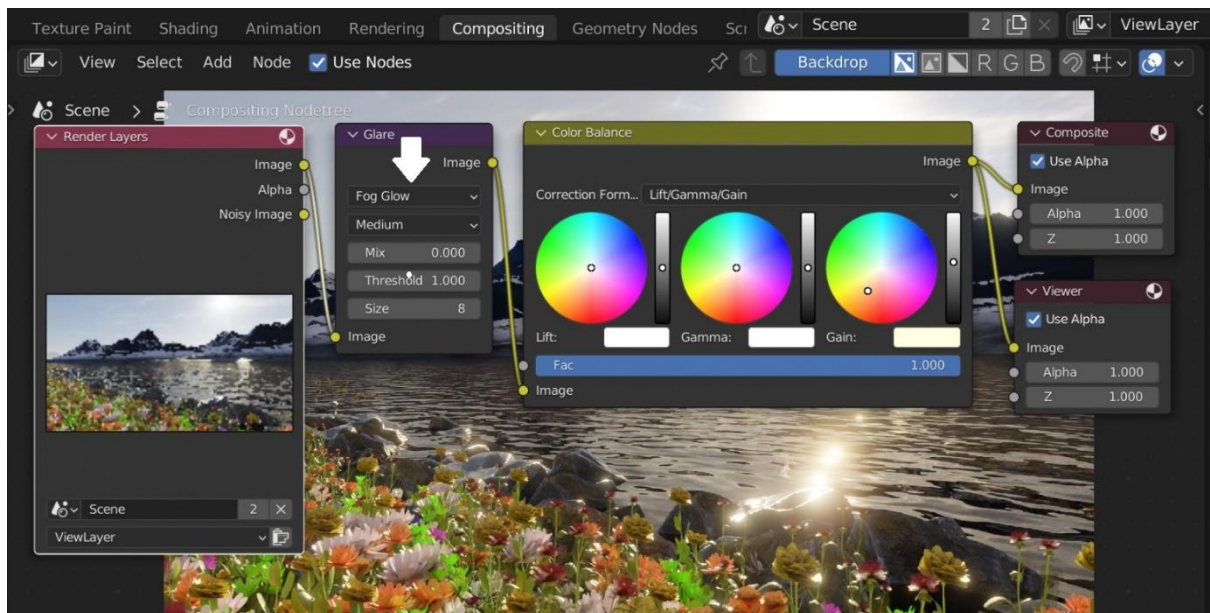 Texture Paint Shading Animation Rendering Compositing Geometry Nodes Scr Scene 2 ViewLayer
View Select Add Node Use Nodes Backdrop R G B
Scene > Compositing Nodetree
Render Layers
Image
Alpha
Noisy Image
Scene 2
ViewLayer
Glare
Image
Fog Glow
Medium
Mix 0.000
Threshold 1.000
Size 8
Image
Color Balance
Image
Correction Form... Lift/Gamma/Gain
Lift: Gamma: Gain:
Fac 1.000
Image
Composite
Use Alpha
Image
Alpha 1.000
Z 1.000
Viewer
Use Alpha
Image
Alpha 1.000
Z 1.000